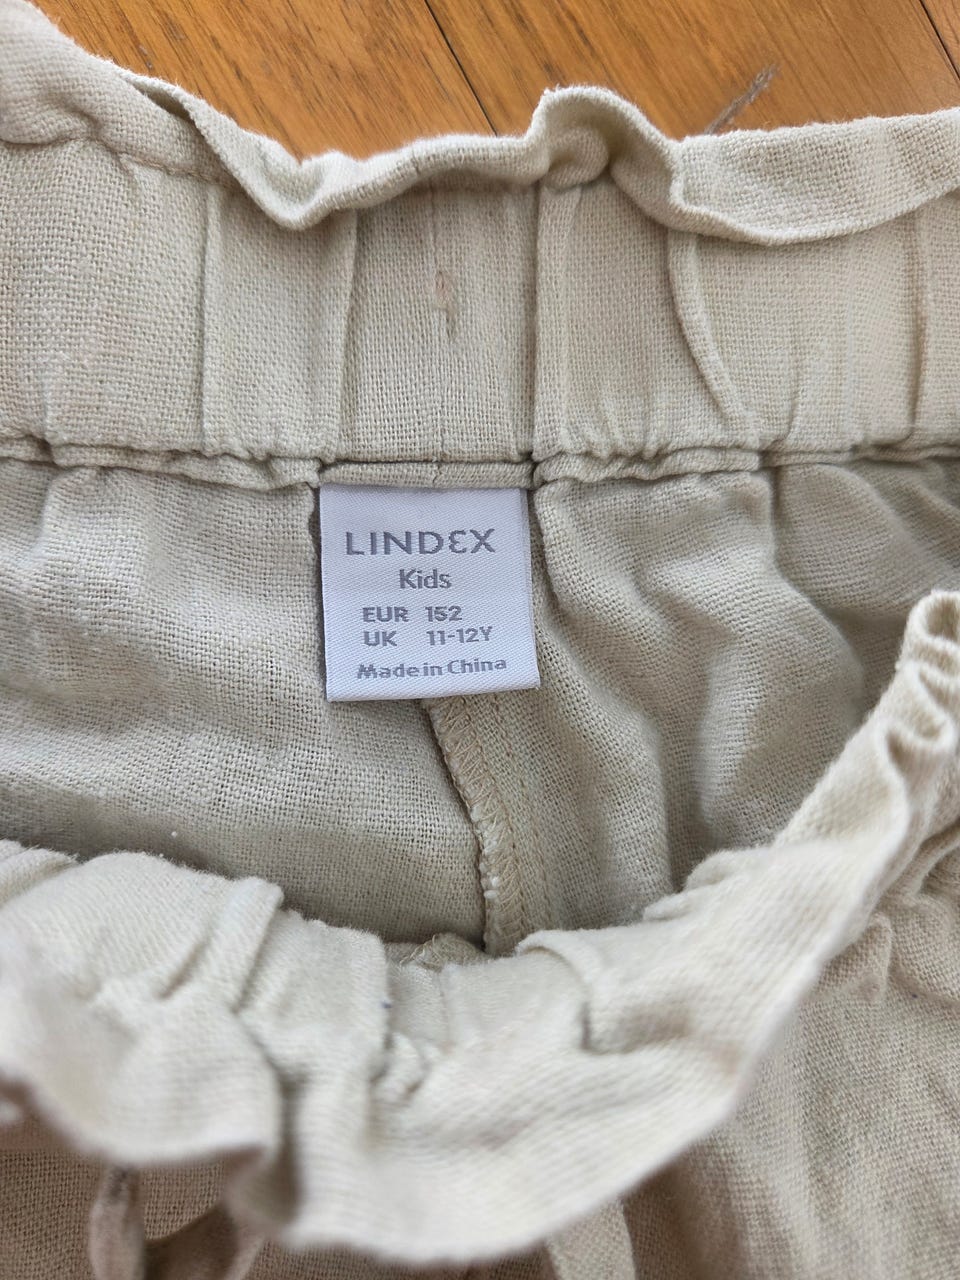 LINDEX
Kids
EUR 152
UK 11-12Y
Made in China